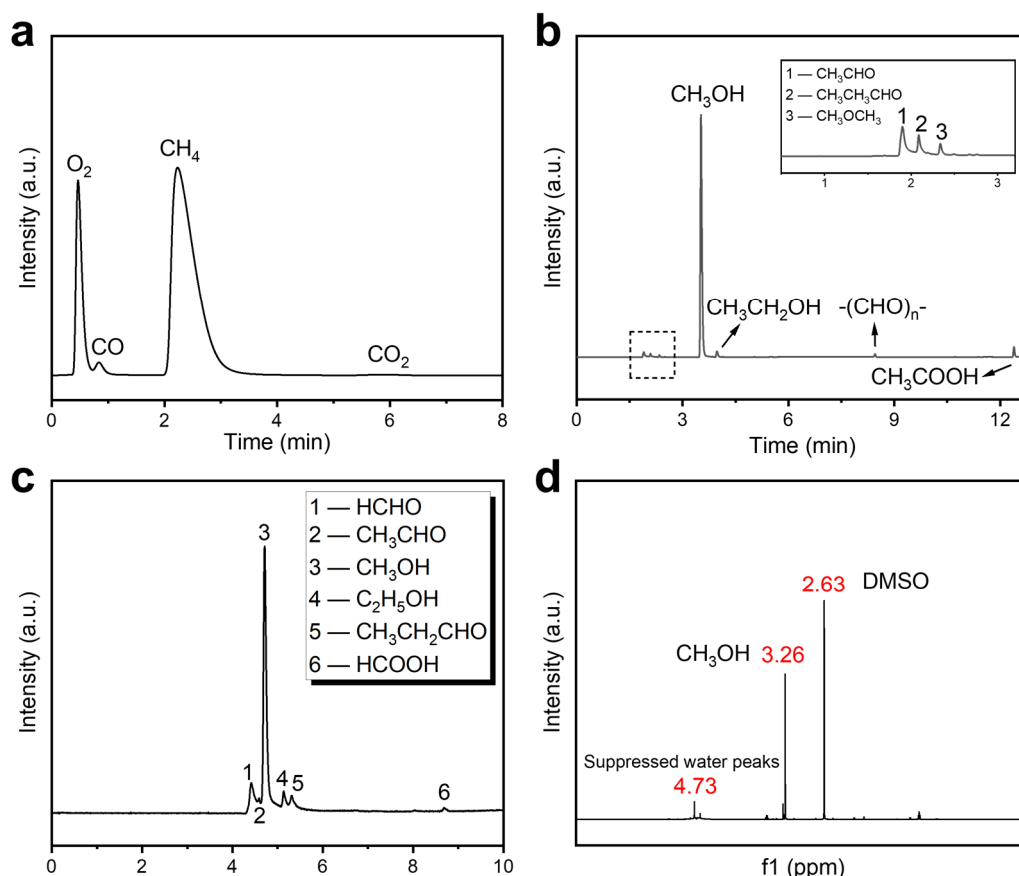 a
O₂
CO
CH₄
CO₂
Intensity (a.u.)
0 2 4 6 8
Time (min)
b
1 — CH₃CHO
2 — CH₃CH₃CHO
3 — CH₃OCH₃
1 2 3
1 2 3
CH₃OH
CH₃CH₂OH
-(CHO)ₙ-
CH₃COOH
Intensity (a.u.)
0 3 6 9 12
Time (min)
c
1 — HCHO
2 — CH₃CHO
3 — CH₃OH
4 — C₂H₅OH
5 — CH₃CH₂CHO
6 — HCOOH
3
1
2
4
5
6
Intensity (a.u.)
0 2 4 6 8 10
d
2.63 DMSO
CH₃OH 3.26
Suppressed water peaks
4.73
Intensity (a.u.)
f1 (ppm)